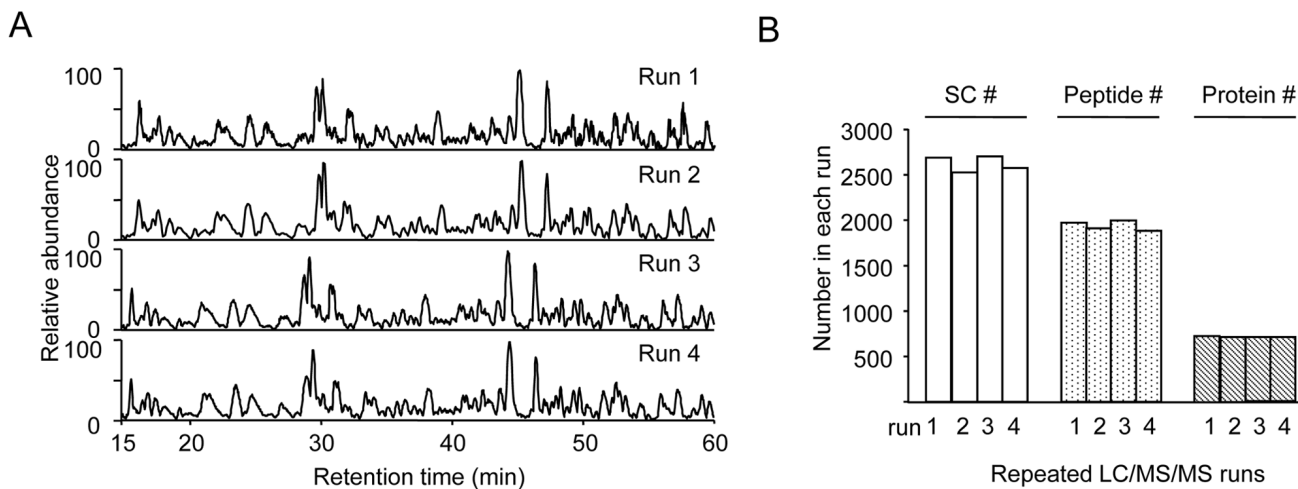 A
Relative abundance
100
0
Run 1
100
0
Run 2
100
0
Run 3
100
0
Run 4
15 20 30 40 50 60
Retention time (min)
B
SC # Peptide # Protein #
Number in each run
3000
2500
2000
1500
1000
500
run 1 2 3 4 1 2 3 4 1 2 3 4
Repeated LC/MS/MS runs